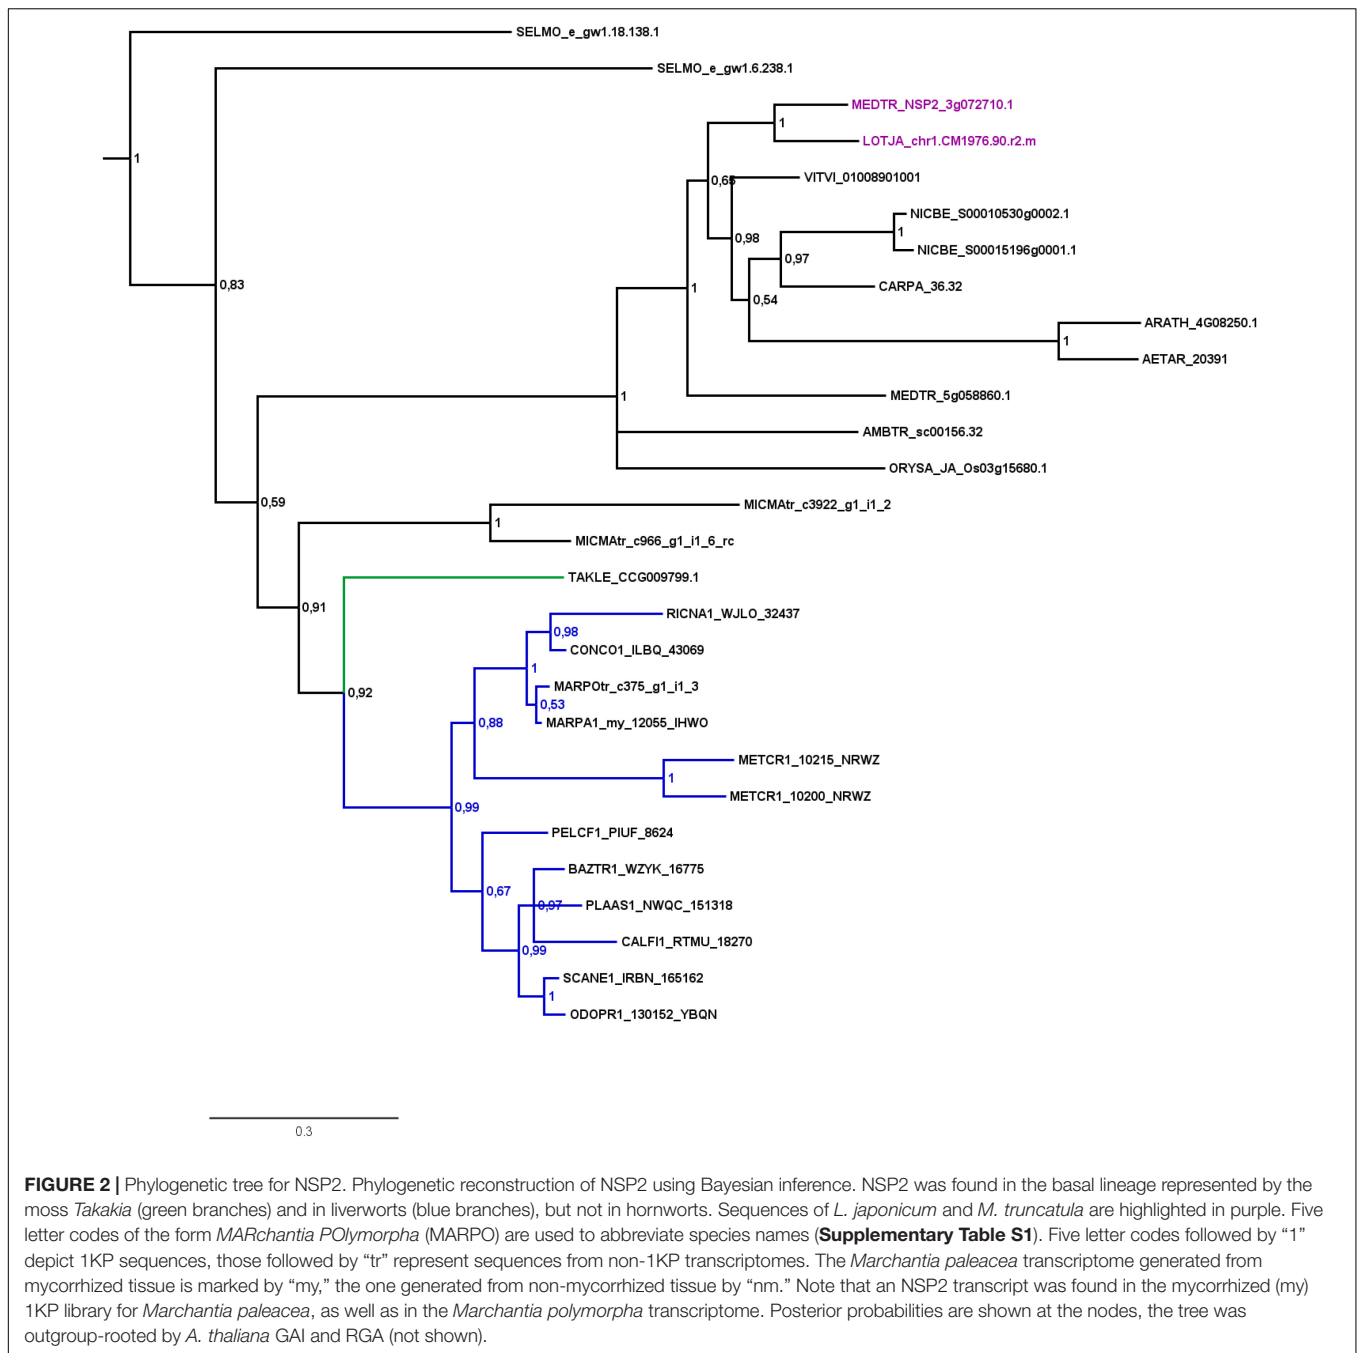 SELMO_e_gw1.18.138.1
SELMO_e_gw1.6.238.1
MEDTR_NSP2_3g072710.1
1
LOTJA_chr1.CM1976.90.r2.m
1
VITVI_01008901001
0,65
NICBE_S00010530g0002.1
1
0,98
NICBE_S00015196g0001.1
0,97
0,83
CARPA_36.32
1
0,54
ARATH_4G08250.1
1
AETAR_20391
MEDTR_5g058860.1
1
AMBTR_sc00156.32
ORYSA_JA_Os03g15680.1
0,59
MICMAtr_c3922_g1_i1_2
1
MICMAtr_c966_g1_i1_6_rc
TAKLE_CCG009799.1
0,91
RICNA1_WJLO_32437
0,98
CONCO1_ILBQ_43069
1
MARPOtr_c375_g1_i1_3
0,92
0,53
MARPA1_my_12055_IHWO
0,88
METCR1_10215_NRWZ
1
METCR1_10200_NRWZ
0,99
PELCF1_PIUF_8624
BAZTR1_WZYK_16775
0,67
0,97
PLAAS1_NWQC_151318
CALFI1_RTMU_18270
0,99
SCANE1_IRBN_165162
1
ODOPR1_130152_YBQN
0.3
FIGURE 2 | Phylogenetic tree for NSP2. Phylogenetic reconstruction of NSP2 using Bayesian inference. NSP2 was found in the basal lineage represented by the
moss Takakia (green branches) and in liverworts (blue branches), but not in hornworts. Sequences of L. japonicum and M. truncatula are highlighted in purple. Five
letter codes of the form MARchantia POlymorpha (MARPO) are used to abbreviate species names (Supplementary Table S1). Five letter codes followed by “1”
depict 1KP sequences, those followed by “tr” represent sequences from non-1KP transcriptomes. The Marchantia paleacea transcriptome generated from
mycorrhized tissue is marked by “my,” the one generated from non-mycorrhized tissue by “nm.” Note that an NSP2 transcript was found in the mycorrhized (my)
1KP library for Marchantia paleacea, as well as in the Marchantia polymorpha transcriptome. Posterior probabilities are shown at the nodes, the tree was
outgroup-rooted by A. thaliana GAI and RGA (not shown).